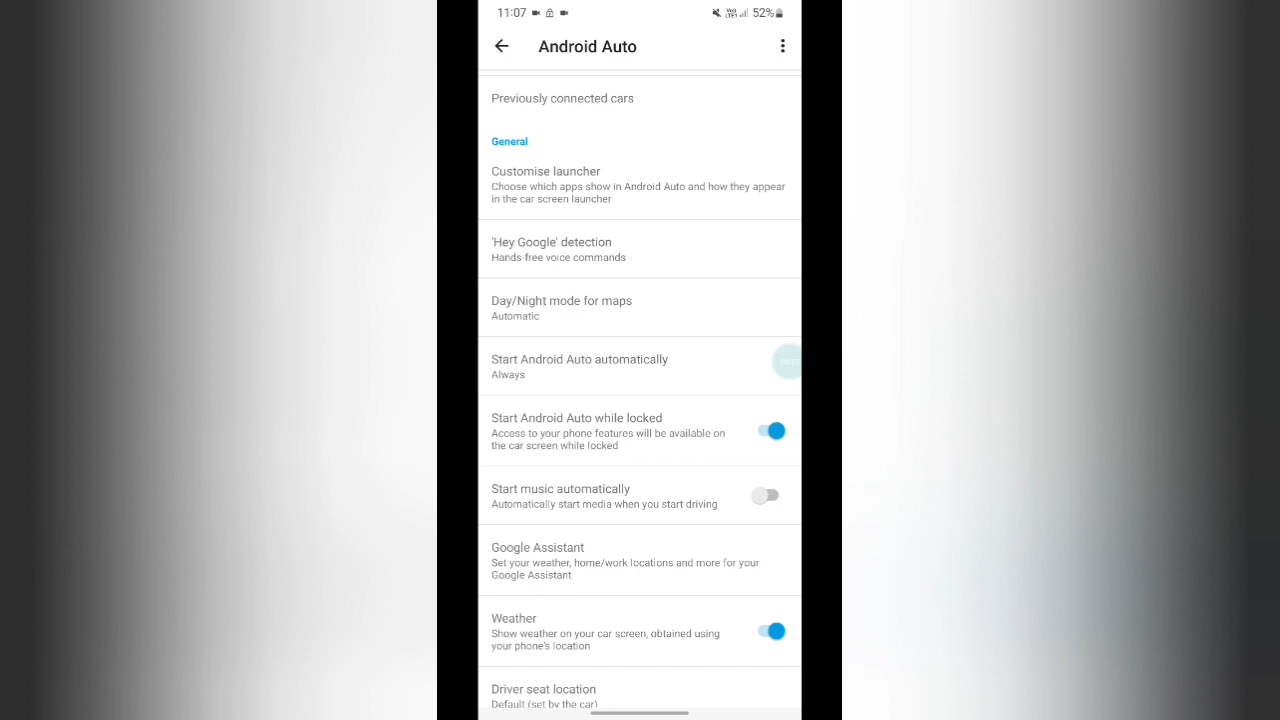 11:07 52%
Android Auto
Previously connected cars
General
Customise launcher
Choose which apps show in Android Auto and how they appear
in the car screen launcher
'Hey Google' detection
Hands-free voice commands
Day/Night mode for maps
Automatic
Start Android Auto automatically
Always
Start Android Auto while locked
Access to your phone features will be available on
the car screen while locked
Start music automatically
Automatically start media when you start driving
Google Assistant
Set your weather, home/work locations and more for your
Google Assistant
Weather
Show weather on your car screen, obtained using
your phone's location
Driver seat location
Default (set by the car)